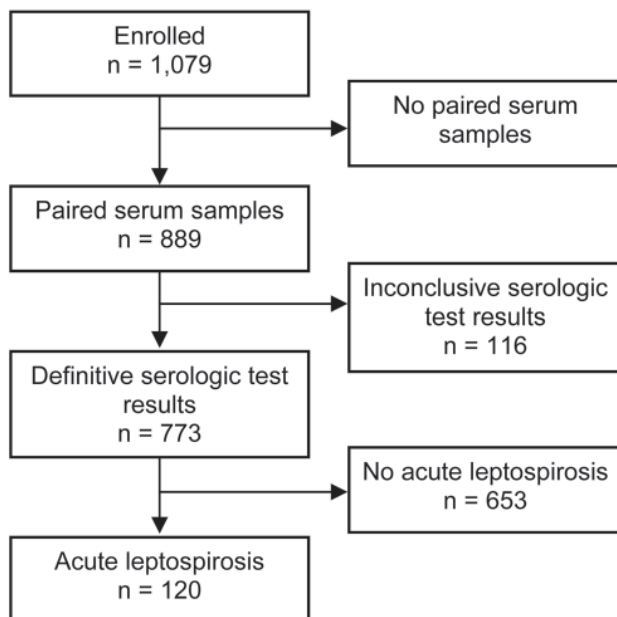 Enrolled
n = 1,079
No paired serum
samples
Paired serum samples
n = 889
Inconclusive serologic
test results
n = 116
Definitive serologic test
results
n = 773
No acute leptospirosis
n = 653
Acute leptospirosis
n = 120